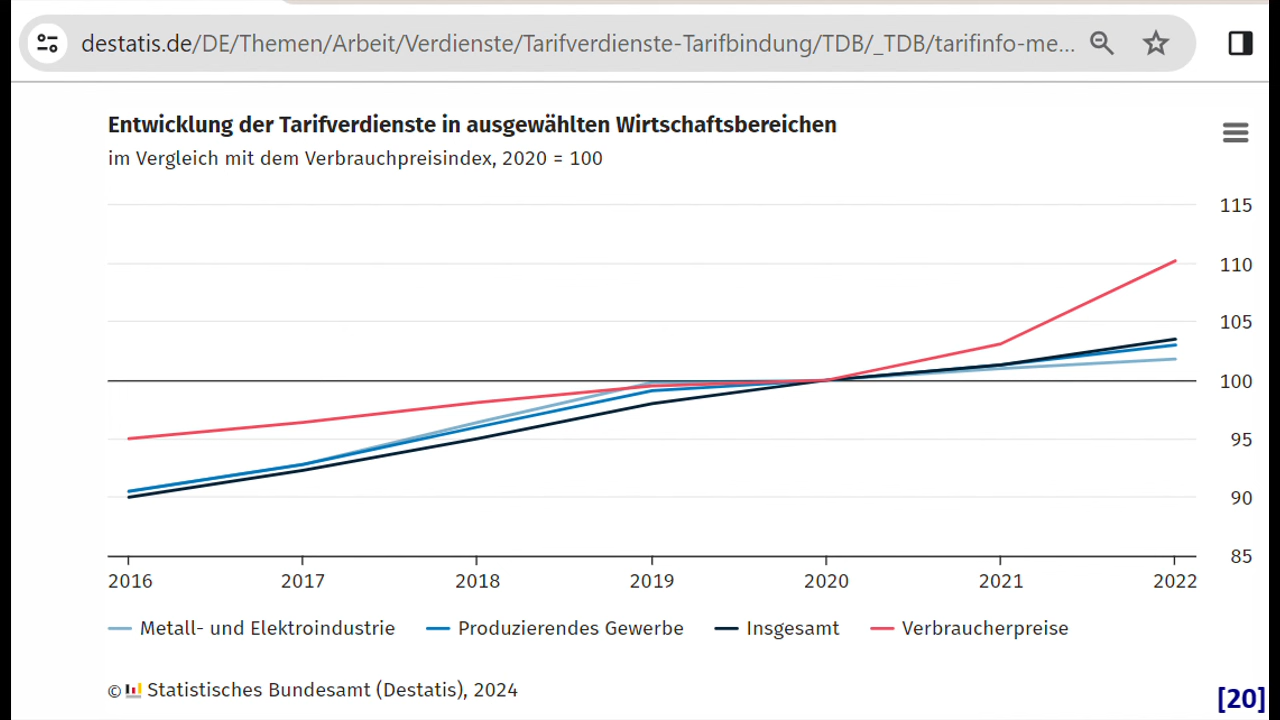 destatis.de/DE/Themen/Arbeit/Verdienste/Tarifverdienste-Tarifbindung/TDB/_TDB/tarifinfo-me...
Entwicklung der Tarifverdienste in ausgewählten Wirtschaftsbereichen
im Vergleich mit dem Verbrauchpreisindex, 2020 = 100
115
110
105
100
95
90
85
2016 2017 2018 2019 2020 2021 2022
Metall- und Elektroindustrie Produzierendes Gewerbe Insgesamt Verbraucherpreise
© Statistisches Bundesamt (Destatis), 2024
[20]